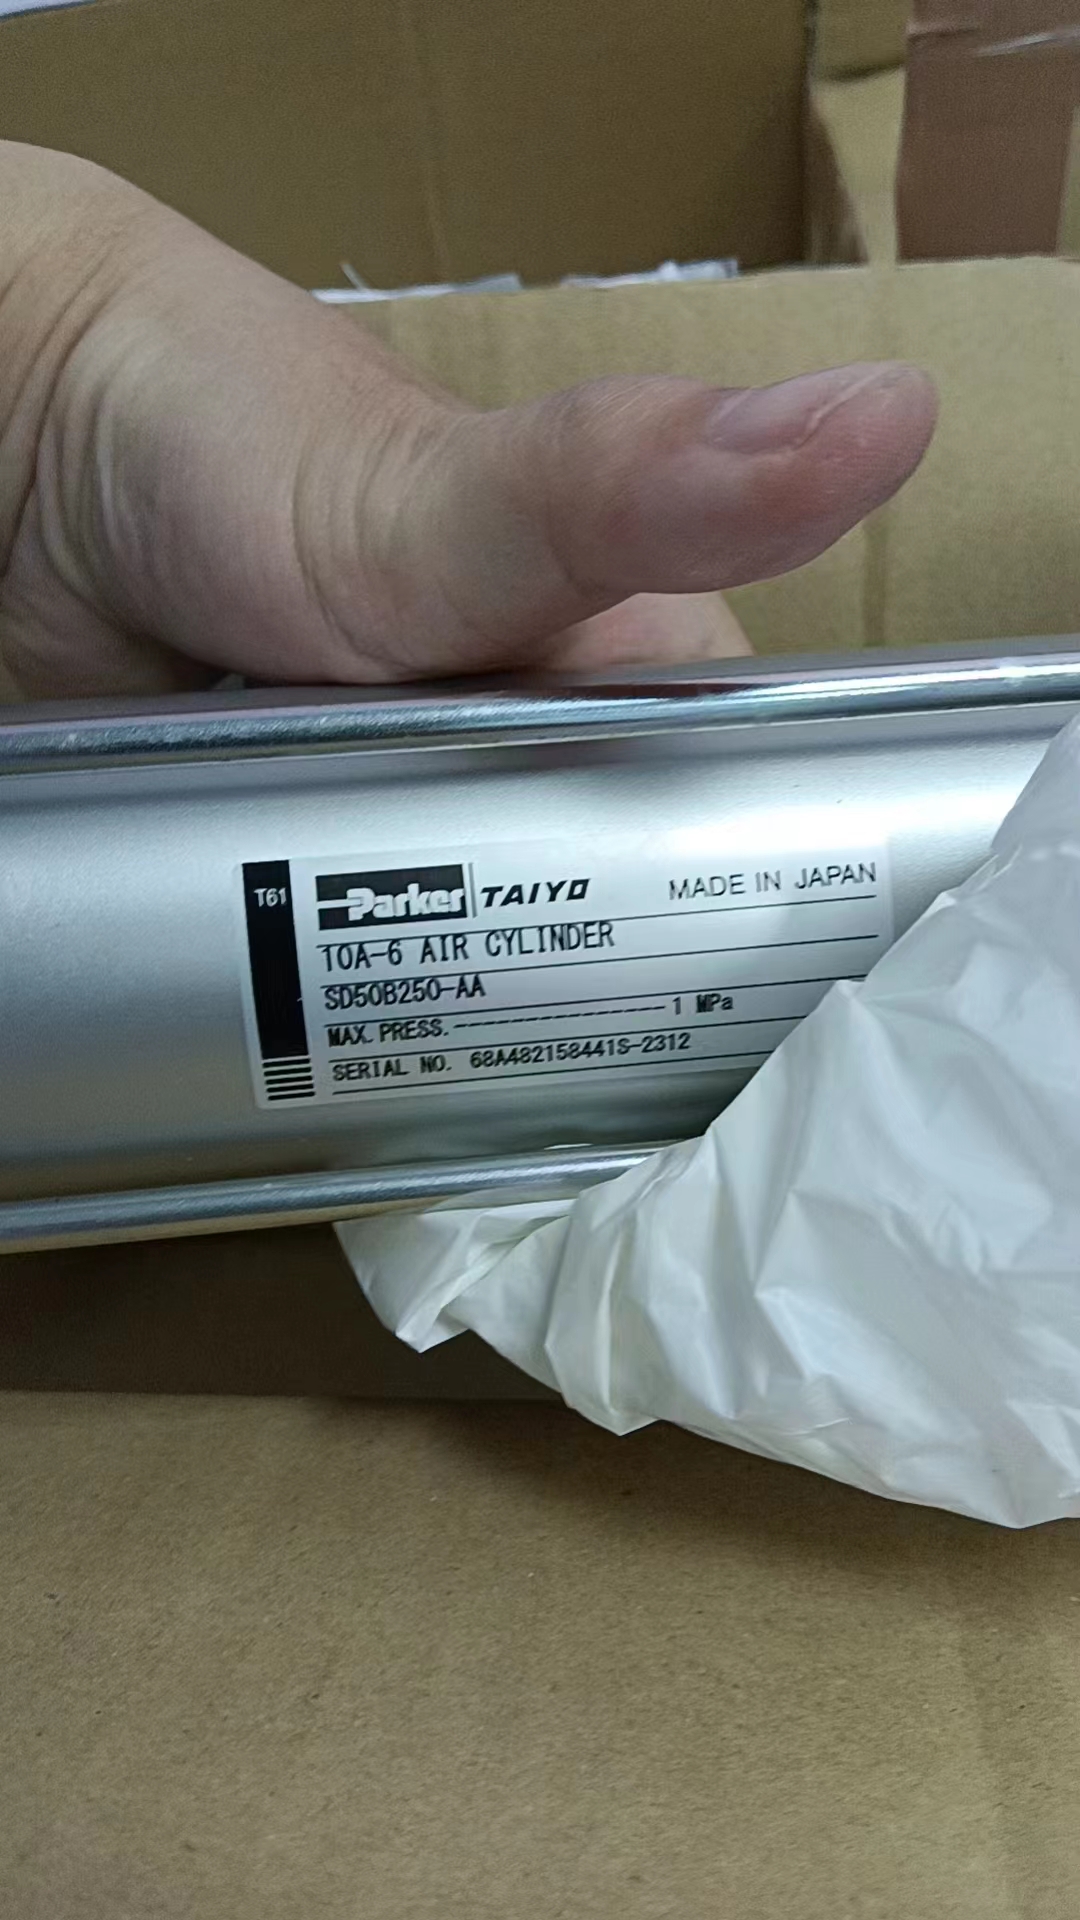 T61
Parker TAIYO MADE IN JAPAN
10A-6 AIR CYLINDER
SD50B250-AA
MAX. PRESS.---------------- 1 MPa
SERIAL NO. 68A482158441S-2312